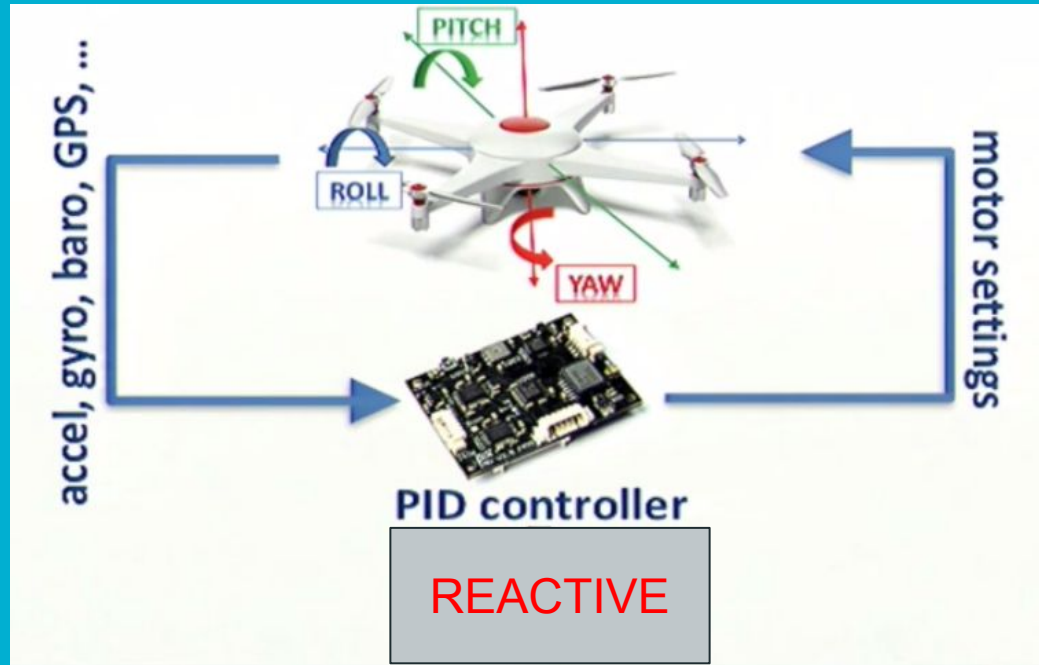 PITCH
accel, gyro, baro, GPS, ...
ROLL
motor settings
YAW
PID controller
REACTIVE